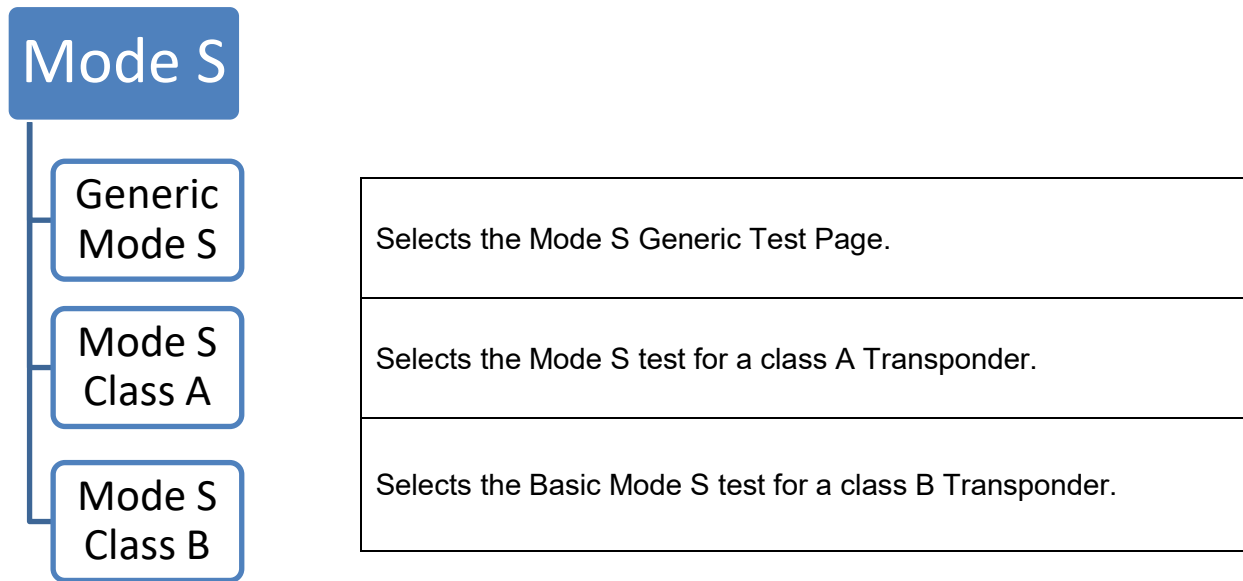 Mode S
Generic
Mode S
Selects the Mode S Generic Test Page.
Mode S
Class A
Selects the Mode S test for a class A Transponder.
Mode S
Class B
Selects the Basic Mode S test for a class B Transponder.